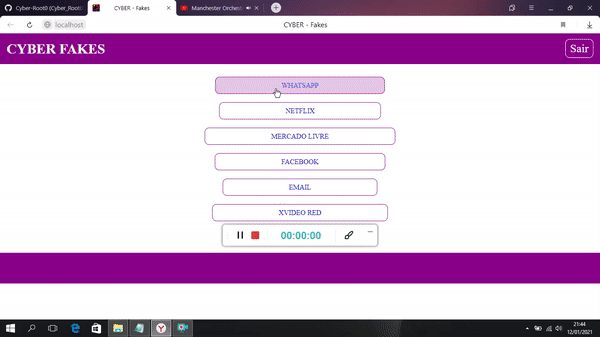 Cyber-Root0 (Cyber_Root0
CYBER - Fakes
Manchester Orchestr
localhost
CYBER - Fakes
CYBER FAKES
Sair
WHATSAPP
NETFLIX
MERCADO LIVRE
FACEBOOK
EMAIL
XVIDEO RED
00:00:00
21:44
12/01/2021